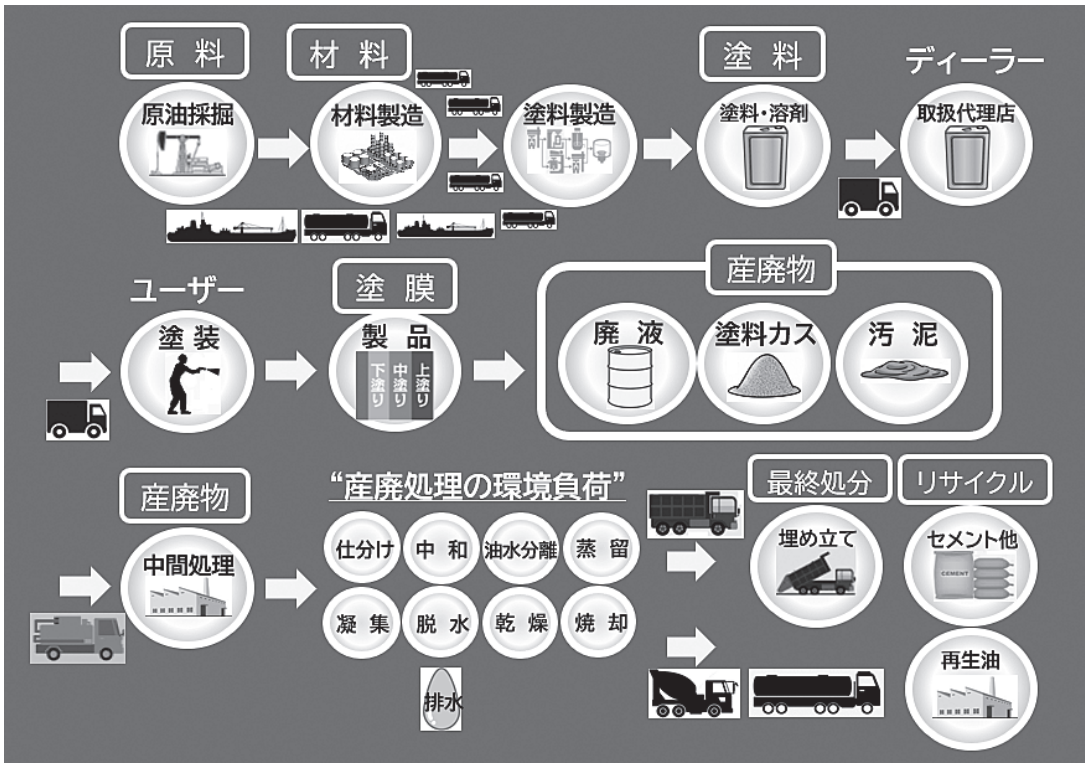 原 料
材 料
塗 料
ディーラー
原油採掘
材料製造
塗料製造
塗料・溶剤
取扱代理店
ユーザー
塗 膜
産廃物
塗 装
製 品
下塗り
中塗り
上塗り
廃 液
塗料カス
汚 泥
産廃物
“産廃処理の環境負荷”
最終処分
リサイクル
中間処理
仕分け
中 和
油水分離
蒸 留
埋め立て
セメント他
CEMENT
凝 集
脱 水
乾 燥
焼 却
再生油
排水